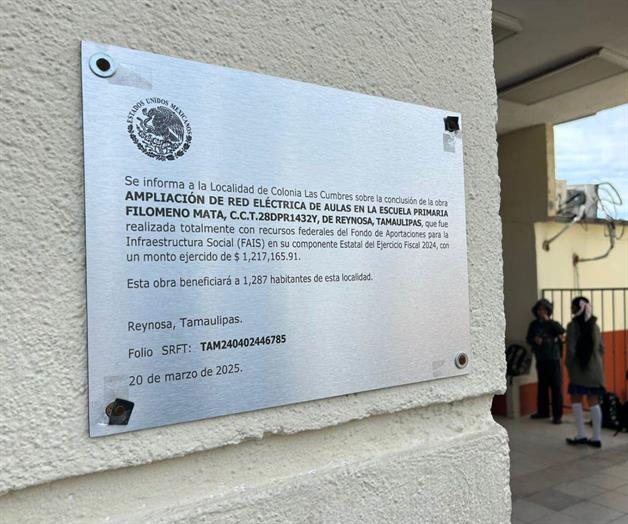 ESTADOS UNIDOS MEXICANOS
Se informa a la Localidad de Colonia Las Cumbres sobre la conclusión de la obra
AMPLIACIÓN DE RED ELÉCTRICA DE AULAS EN LA ESCUELA PRIMARIA
FILOMENO MATA, C.C.T.28DPR1432Y, DE REYNOSA, TAMAULIPAS, que fue
realizada totalmente con recursos federales del Fondo de Aportaciones para la
Infraestructura Social (FAIS) en su componente Estatal del Ejercicio Fiscal 2024, con
un monto ejercido de $ 1,217,165.91.
Esta obra beneficiará a 1,287 habitantes de esta localidad.
Reynosa, Tamaulipas.
Folio SRFT: TAM240402446785
20 de marzo de 2025.